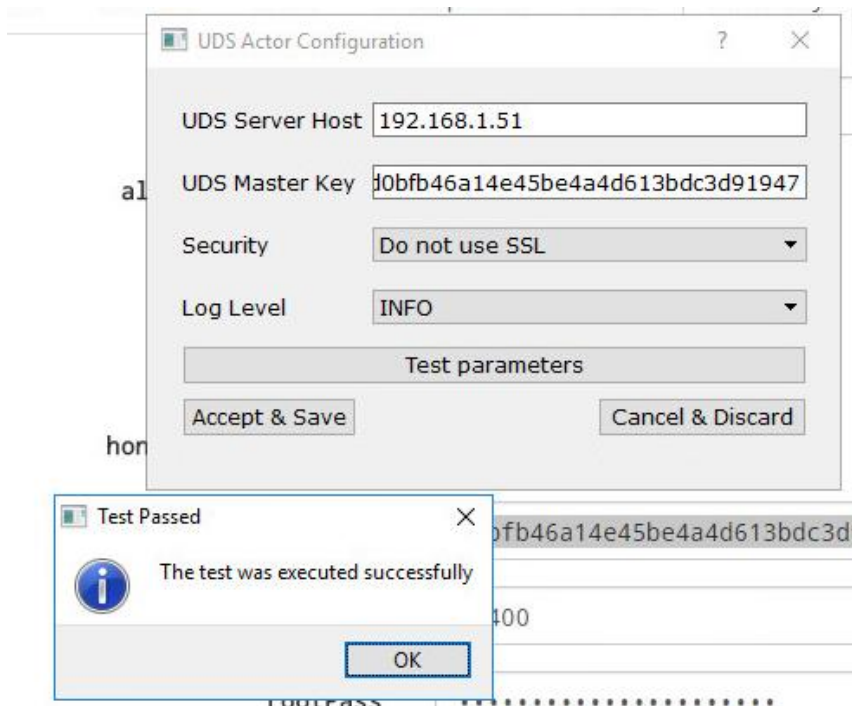 UDS Actor Configuration
UDS Server Host 192.168.1.51
al
UDS Master Key d0bfb46a14e45be4a4d613bdc3d91947
Security Do not use SSL
Log Level INFO
Test parameters
Accept & Save Cancel & Discard
hon
Test Passed
bfb46a14e45be4a4d613bdc3d
The test was executed successfully
400
OK
rootPass